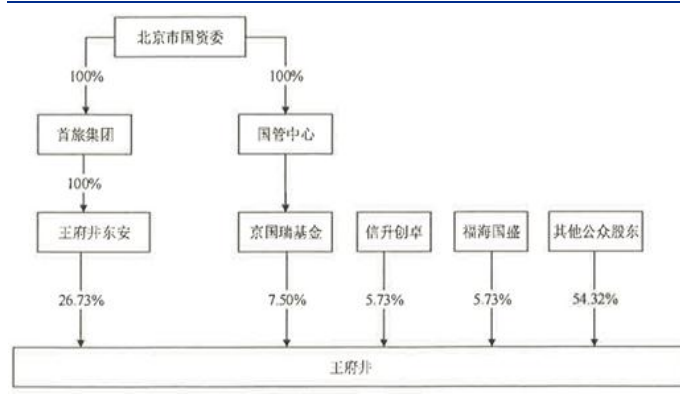 北京市国资委
100%
100%
首旅集团
国管中心
100%
王府井东安
京国瑞基金
信升创卓
福海国盛
其他公众股东
26.73%
7.50%
5.73%
5.73%
54.32%
王府井